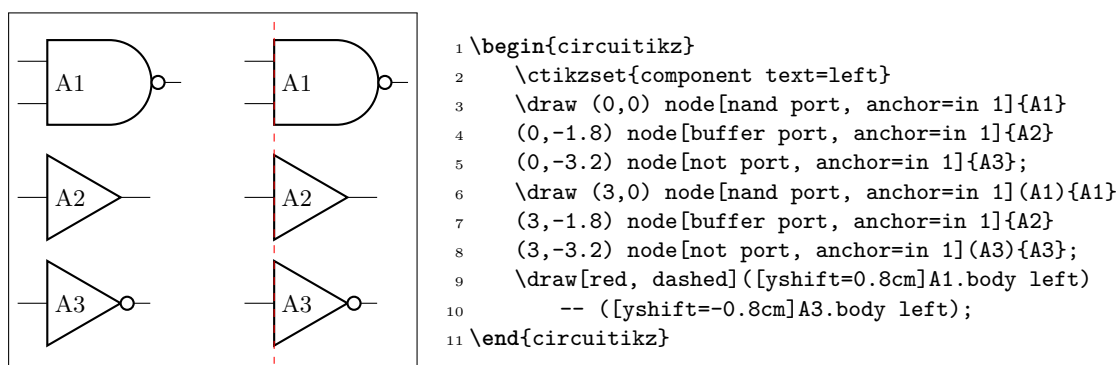 A1 A1
A2 A2
A3 A3
1 \begin{circuitikz}
2 \ctikzset{component text=left}
3 \draw (0,0) node[nand port, anchor=in 1]{A1}
4 (0,-1.8) node[buffer port, anchor=in 1]{A2}
5 (0,-3.2) node[not port, anchor=in 1]{A3};
6 \draw (3,0) node[nand port, anchor=in 1](A1){A1}
7 (3,-1.8) node[buffer port, anchor=in 1]{A2}
8 (3,-3.2) node[not port, anchor=in 1](A3){A3};
9 \draw[red, dashed]([yshift=0.8cm]A1.body left)
10 -- ([yshift=-0.8cm]A3.body left);
11 \end{circuitikz}